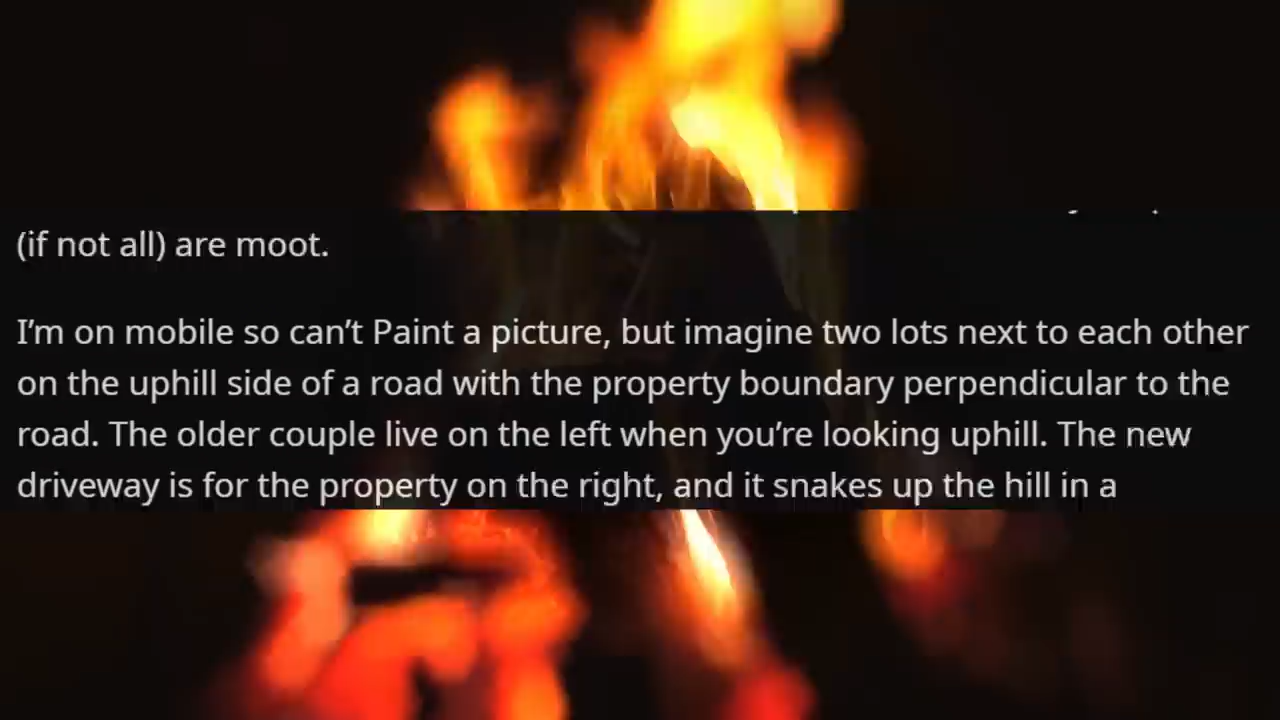 (if not all) are moot.
I’m on mobile so can’t Paint a picture, but imagine two lots next to each other
on the uphill side of a road with the property boundary perpendicular to the
road. The older couple live on the left when you’re looking uphill. The new
driveway is for the property on the right, and it snakes up the hill in a